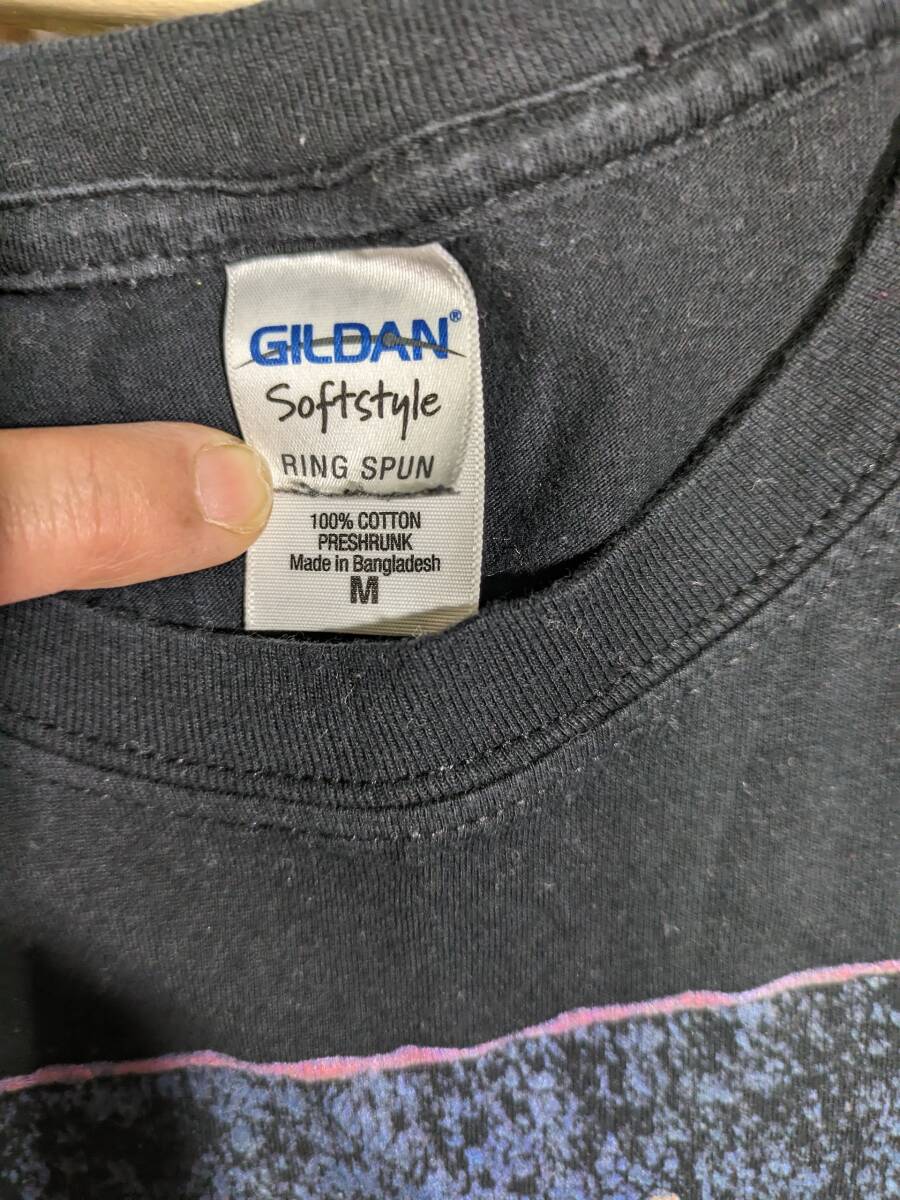 GILDAN®
Softstyle
RING SPUN
100% COTTON
PRESHRUNK
Made in Bangladesh
M